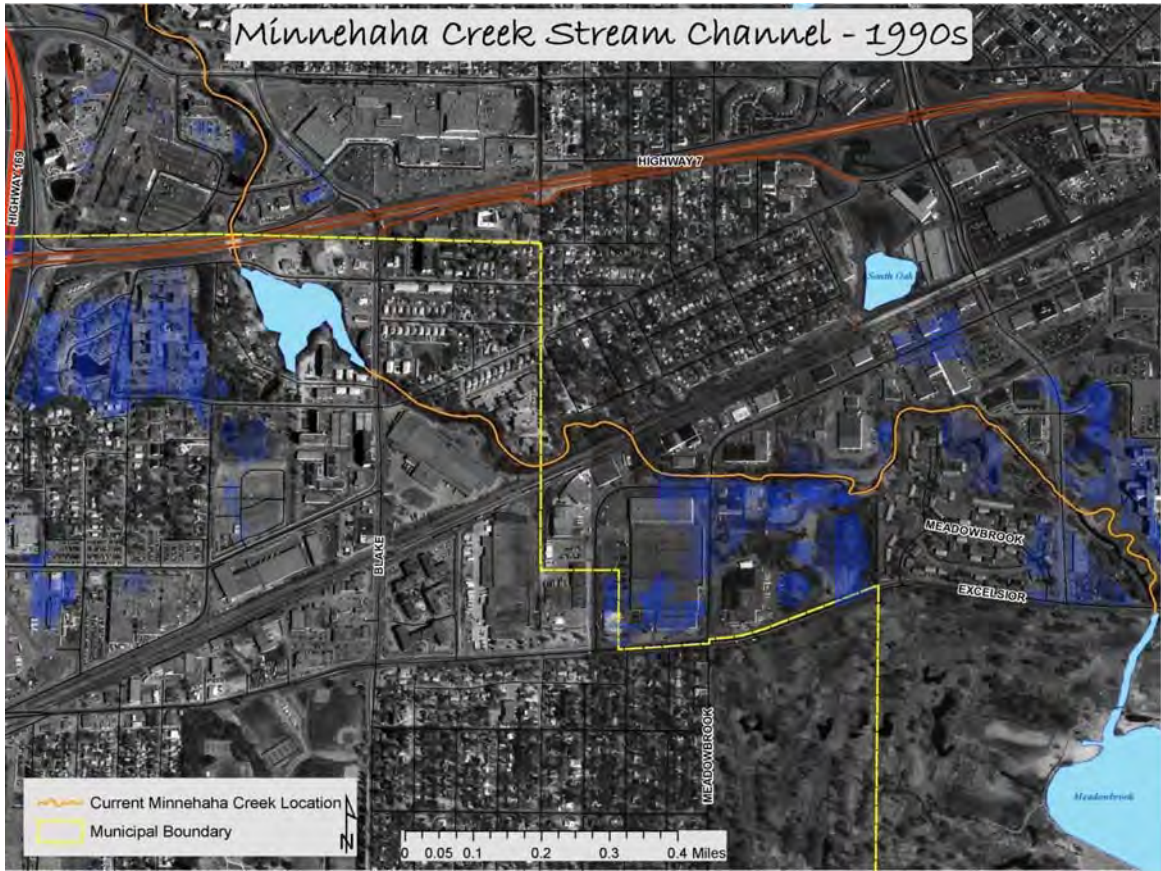 Minnehaha Creek Stream Channel - 1990s
HIGHWAY 169
HIGHWAY 7
South Oak
BLAKE
MEADOWBROOK
EXCELSIOR
MEADOWBROOK
Meadowbrook
Current Minnehaha Creek Location
Municipal Boundary
N
0 0.05 0.1 0.2 0.3 0.4 Miles